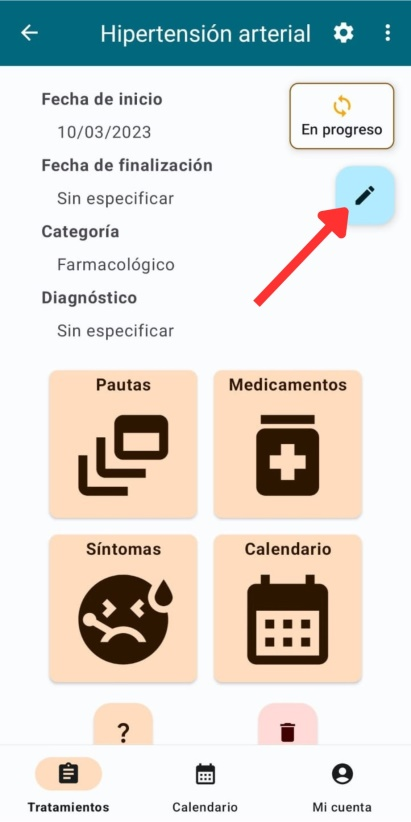 Hipertensión arterial
Fecha de inicio
10/03/2023
En progreso
Fecha de finalización
Sin especificar
Categoría
Farmacológico
Diagnóstico
Sin especificar
Pautas
Medicamentos
Síntomas
Calendario
?
Tratamientos
Calendario
Mi cuenta